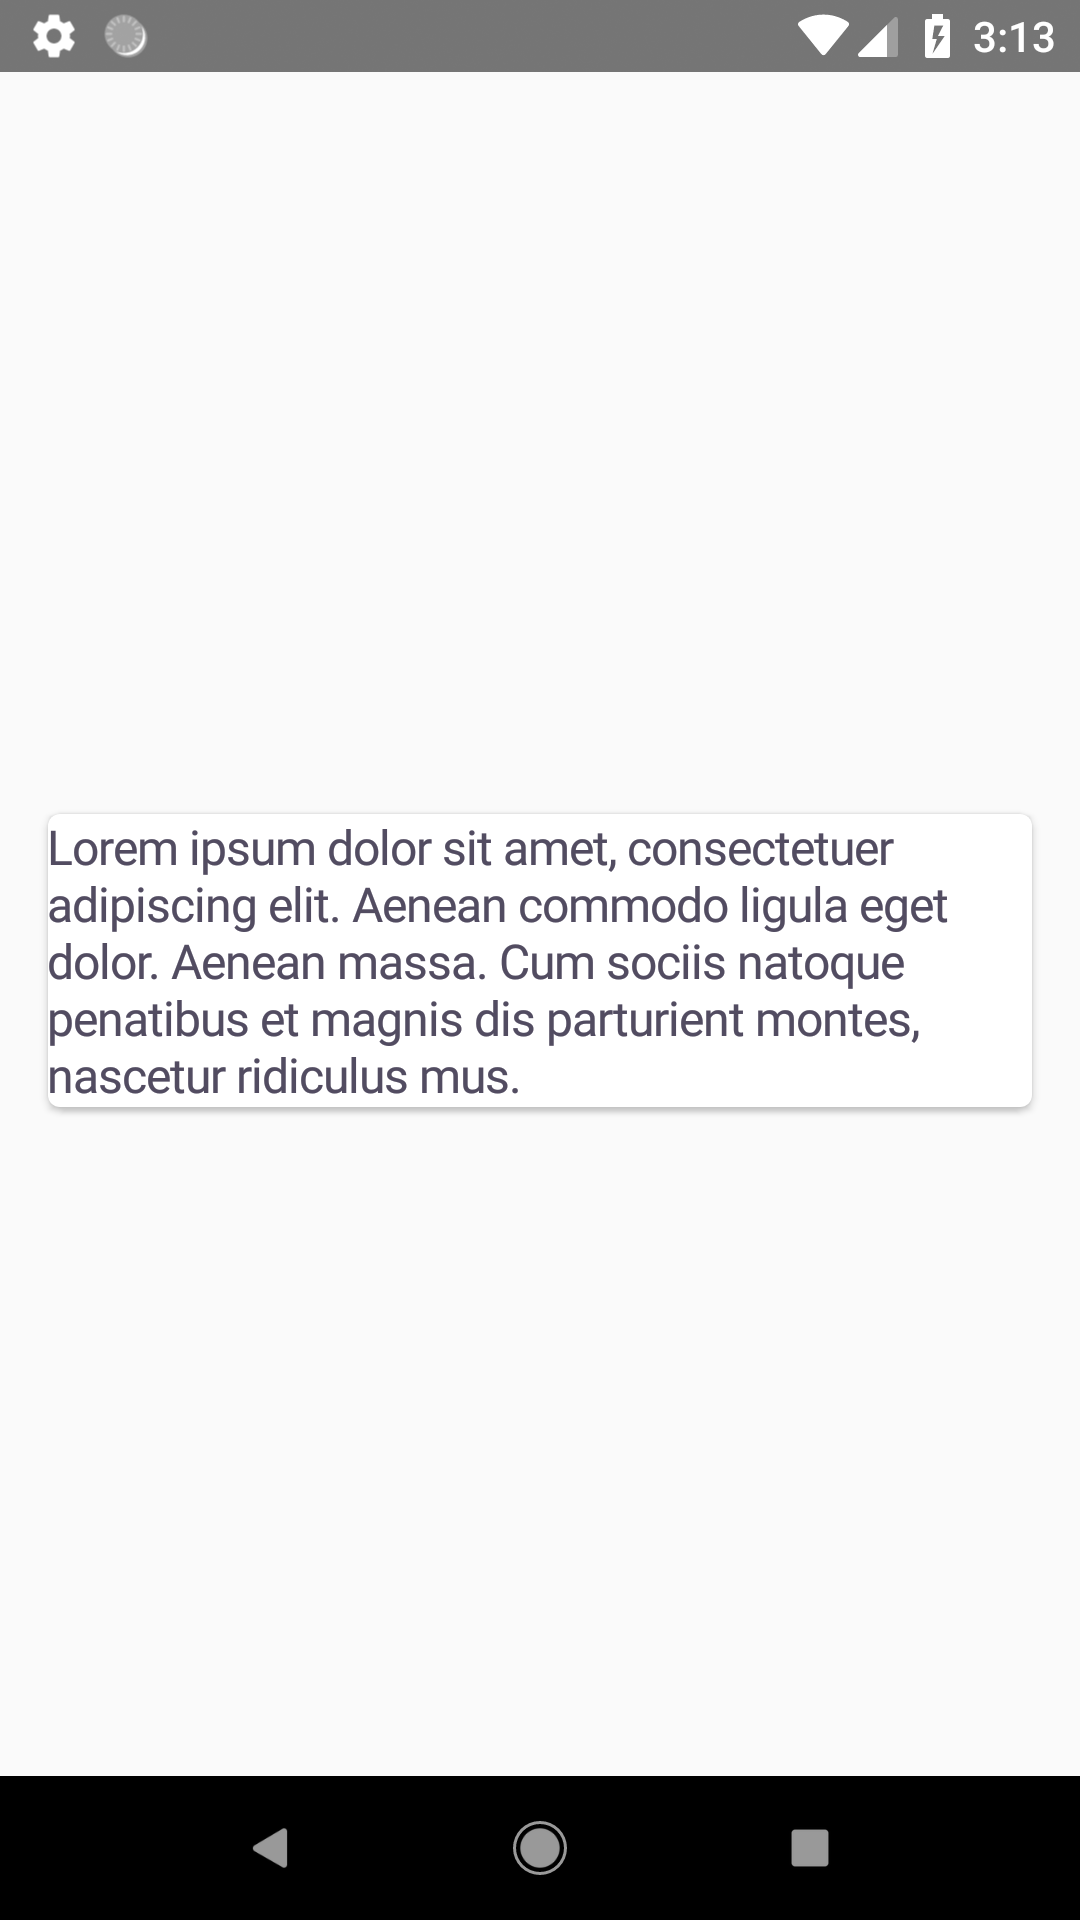 3:13
Lorem ipsum dolor sit amet, consectetuer
adipiscing elit. Aenean commodo ligula eget
dolor. Aenean massa. Cum sociis natoque
penatibus et magnis dis parturient montes,
nascetur ridiculus mus.